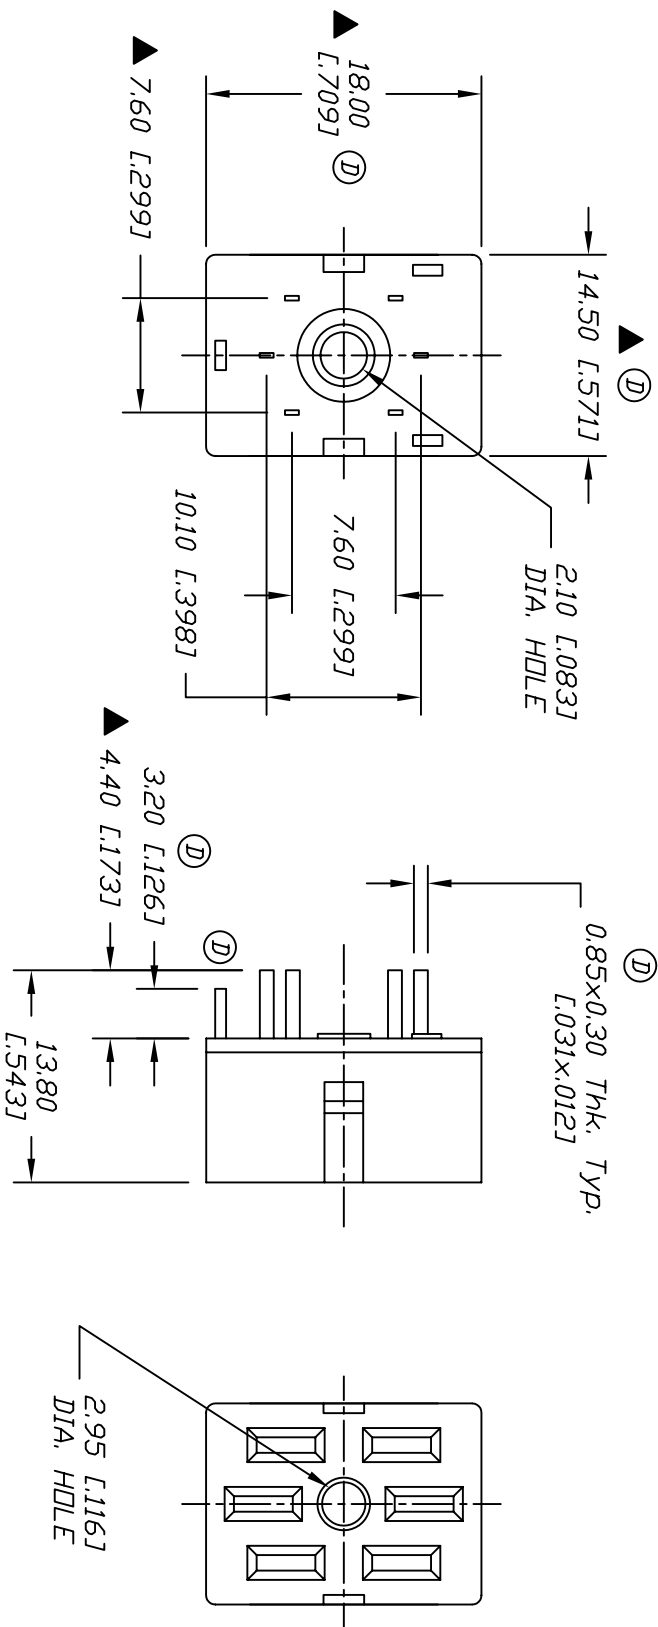 18.00
[.709]
D
7.60 [.299]
14.50 [.571]
D
2.10 [.083]
DIA. HOLE
7.60 [.299]
10.10 [.398]
D
0.85x0.30 Thk. Typ.
[.031x.012]
D
3.20 [.126]
4.40 [.173]
D
13.80
[.543]
2.95 [.116]
DIA. HOLE